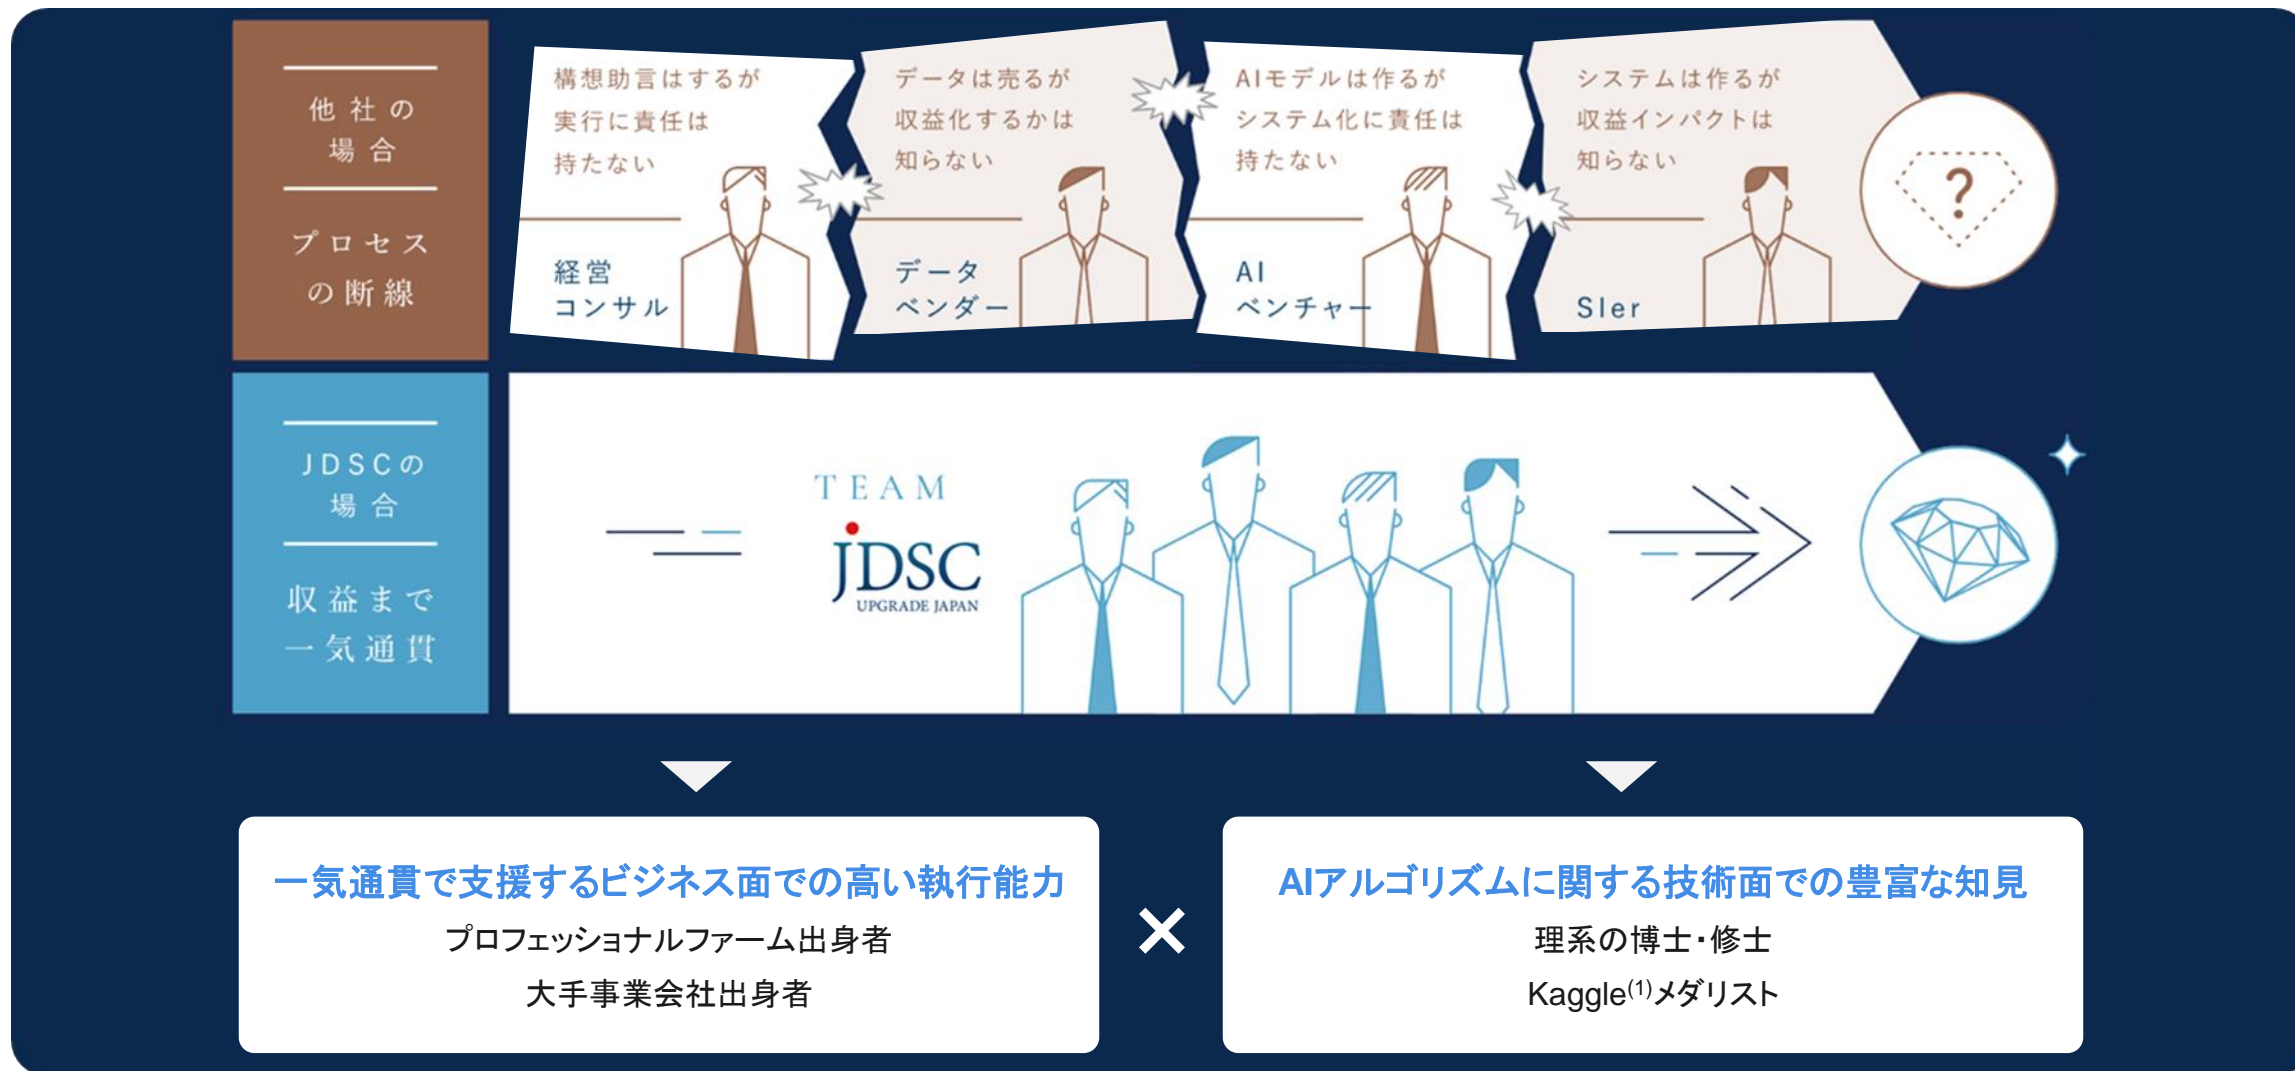 他社の
場合
プロセス
の断線
構想助言はするが
実行に責任は
持たない
経営
コンサル
データは売るが
収益化するかは
知らない
データ
ベンダー
AIモデルは作るが
システム化に責任は
持たない
AI
ベンチャー
システムは作るが
収益インパクトは
知らない
SIer
?
JDSCの
場合
収益まで
一気通貫
TEAM
JDSC
UPGRADE JAPAN
一気通貫で支援するビジネス面での高い執行能力
プロフェッショナルファーム出身者
大手事業会社出身者
×
AIアルゴリズムに関する技術面での豊富な知見
理系の博士・修士
Kaggle(1)メダリスト